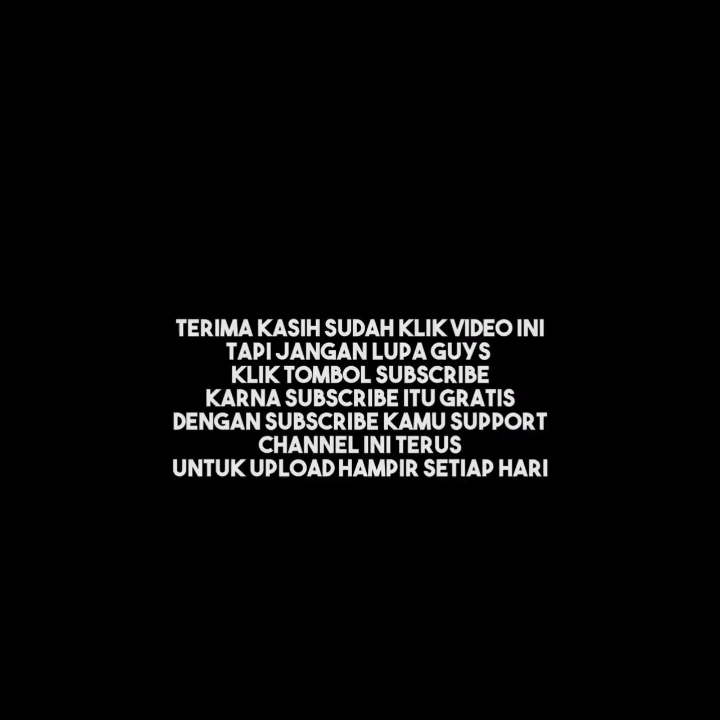 TERIMA KASIH SUDAH KLIK VIDEO INI
TAPI JANGAN LUPA GUYS
KLIK TOMBOL SUBSCRIBE
KARNA SUBSCRIBE ITU GRATIS
DENGAN SUBSCRIBE KAMU SUPPORT
CHANNEL INI TERUS
UNTUK UPLOAD HAMPIR SETIAP HARI